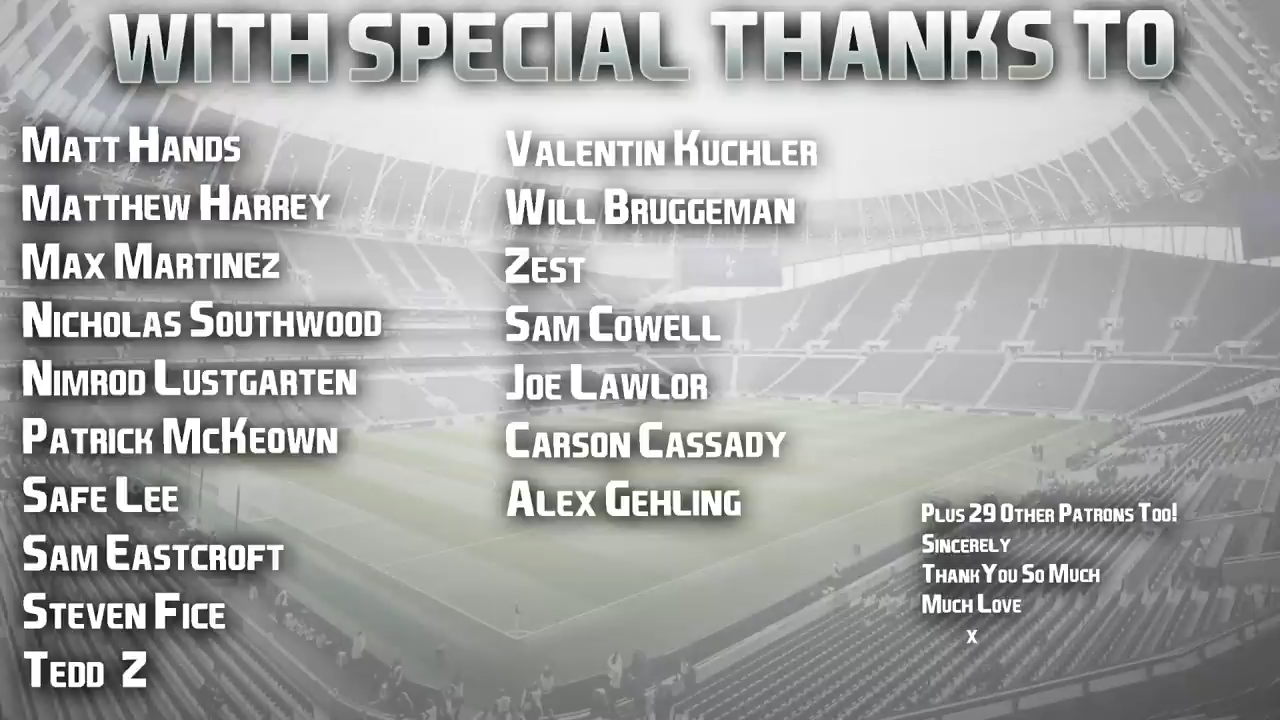 WITH SPECIAL THANKS TO
Matt Hands
Matthew Harrey
Max Martinez
Nicholas Southwood
Nimrod Lustgarten
Patrick McKeown
Safe Lee
Sam Eastcroft
Steven Fice
Tedd Z
Valentin Kuchler
Will Bruggeman
Zest
Sam Cowell
Joe Lawlor
Carson Cassady
Alex Gehling
Plus 29 Other Patrons Too!
Sincerely
Thank You So Much
Much Love
x